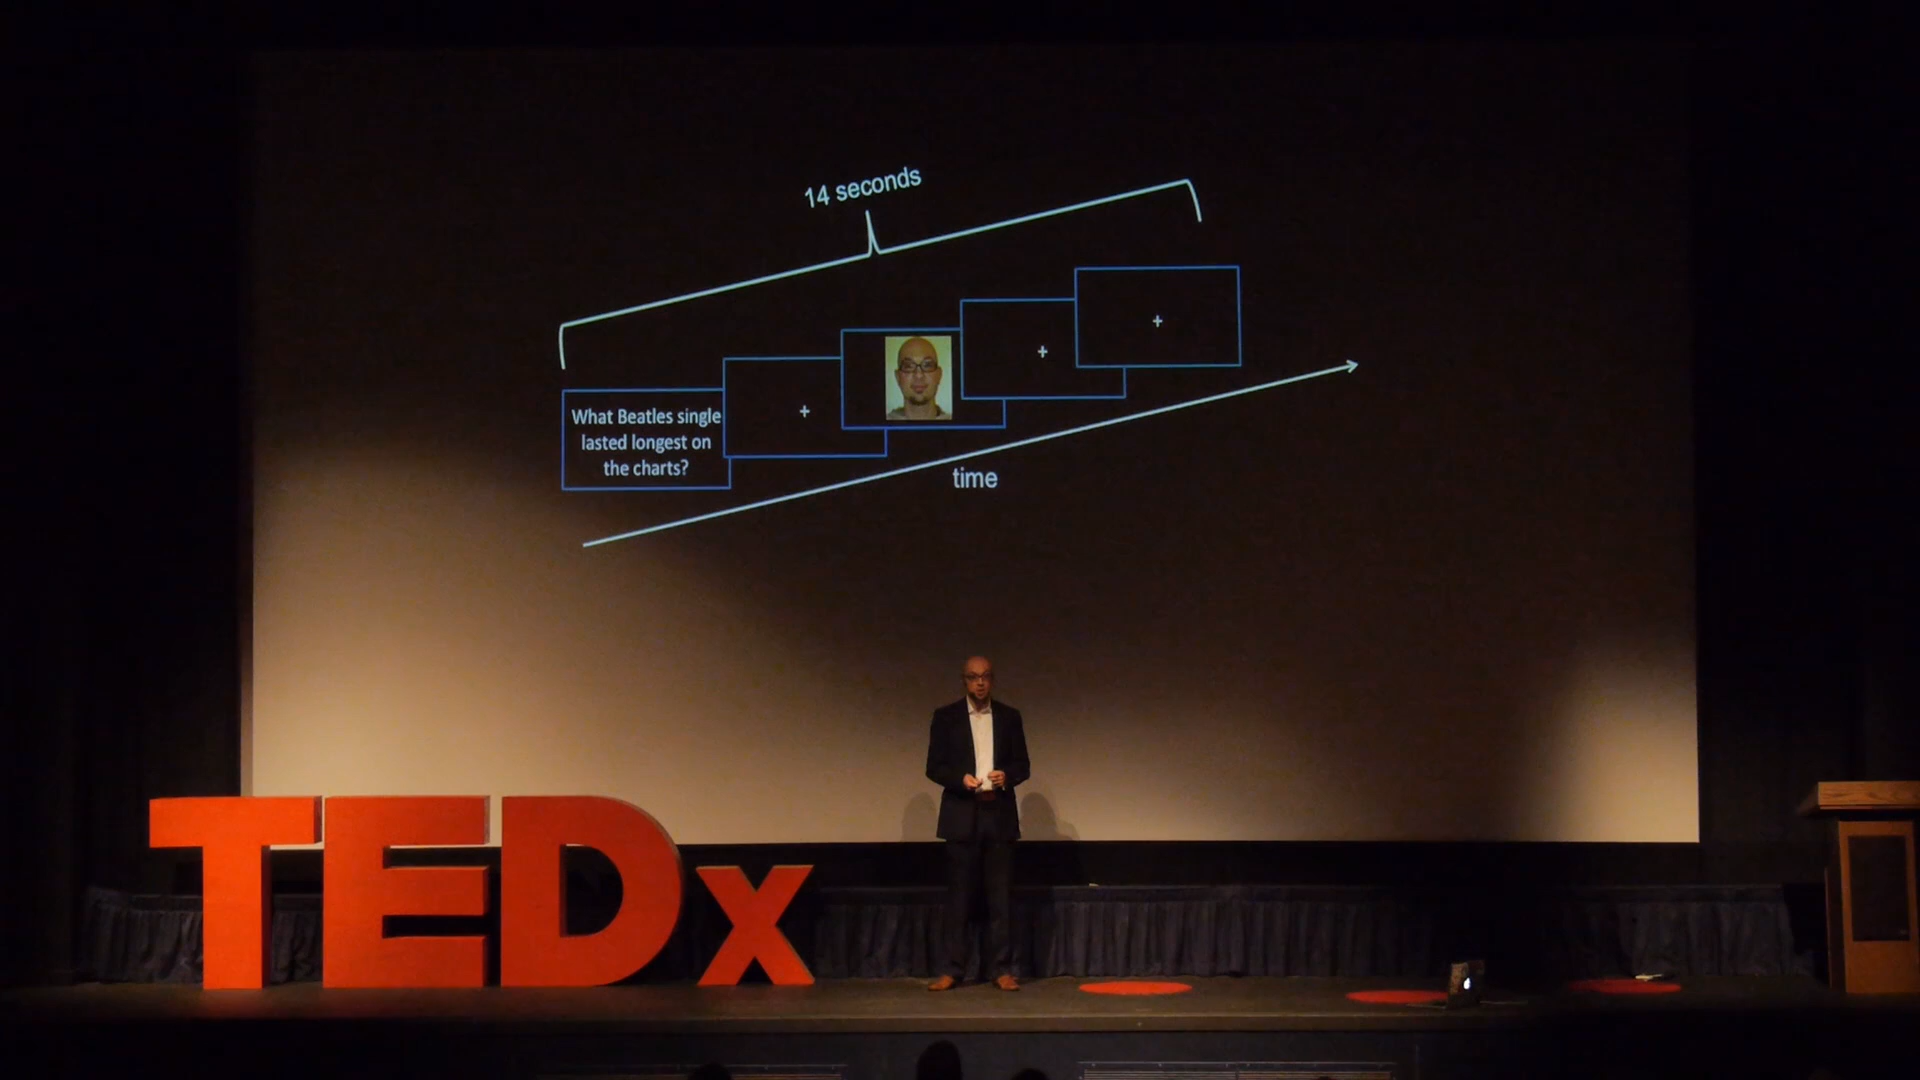 14 seconds
What Beatles single
lasted longest on
the charts?
+
+
+
time
TEDx